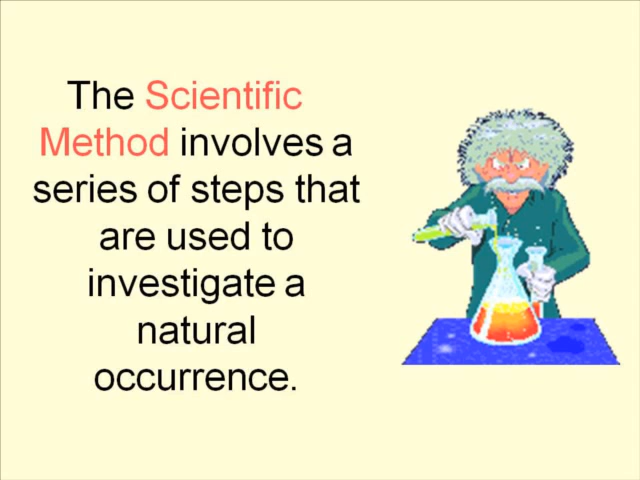 The Scientific
Method involves a
series of steps that
are used to
investigate a
natural
occurrence.